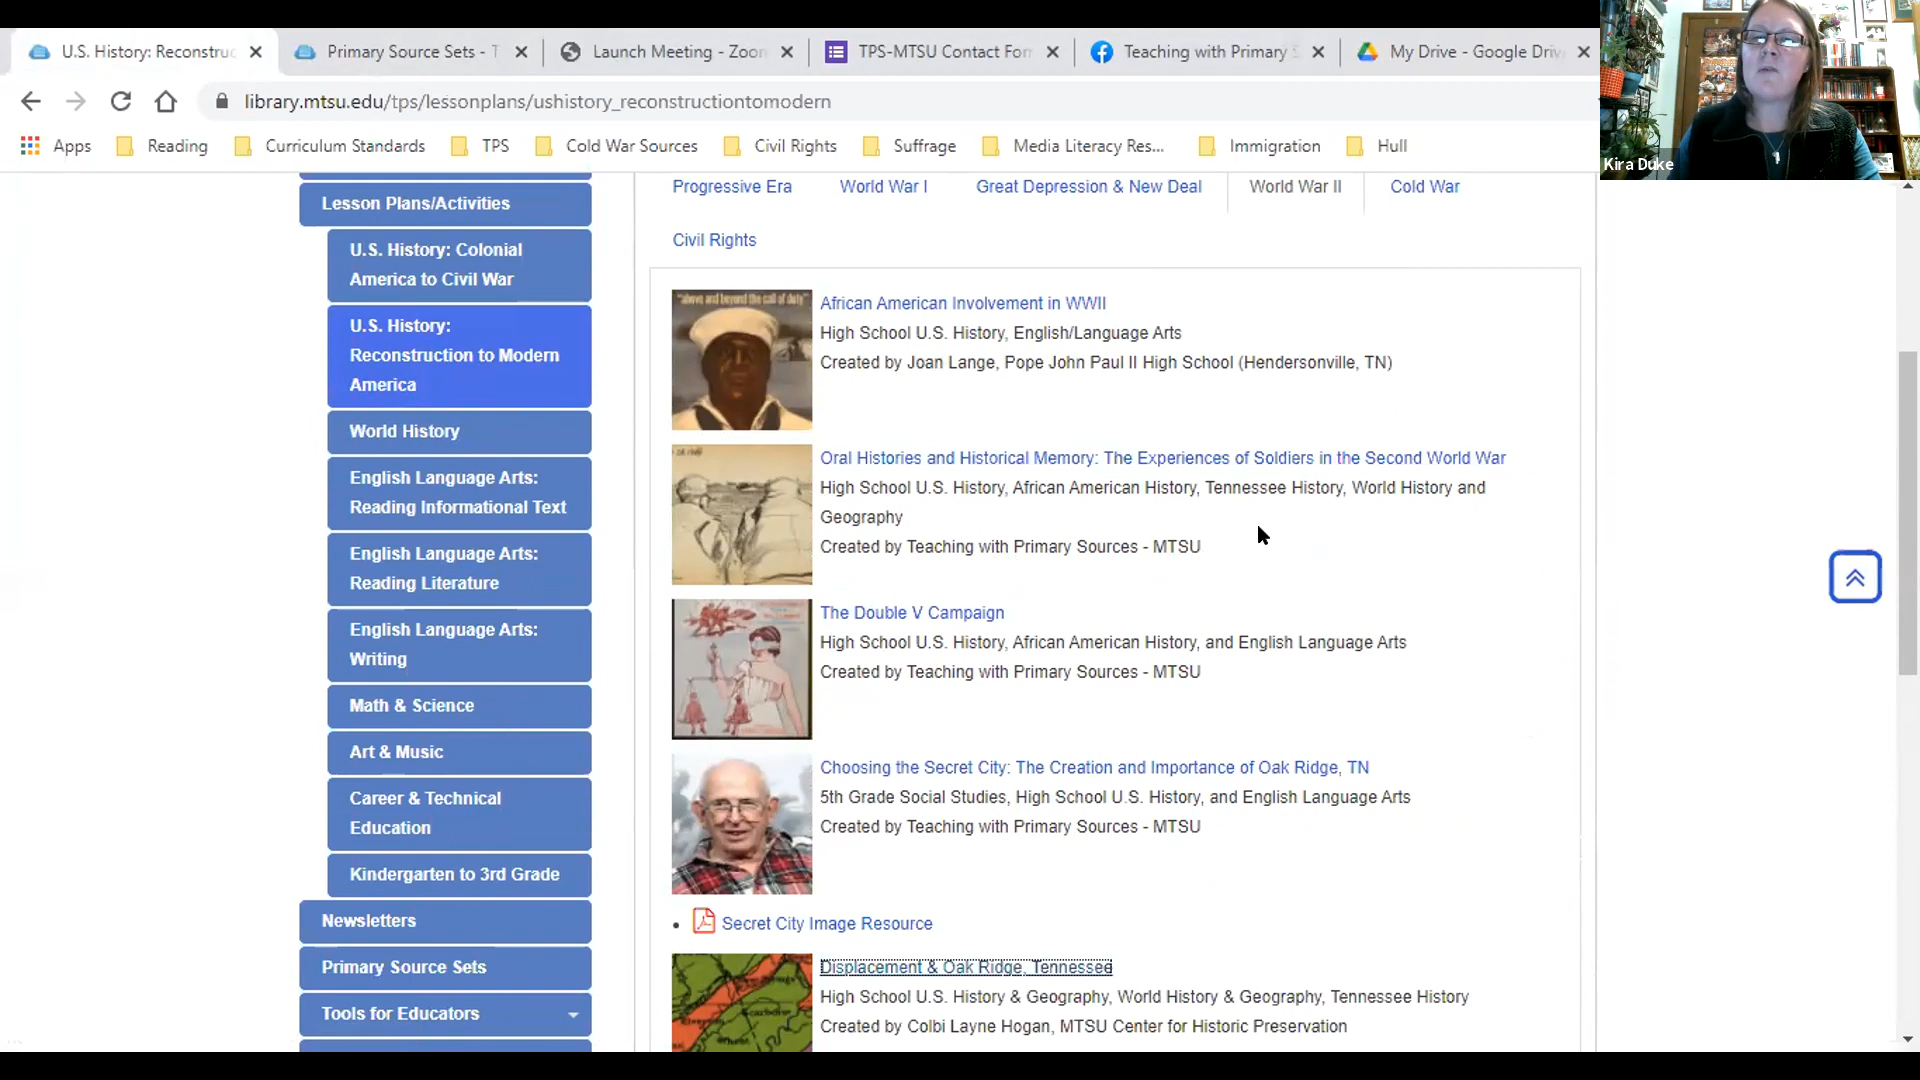 U.S. History: Reconstruc
Primary Source Sets - T
Launch Meeting - Zoom
TPS-MTSU Contact Form
Teaching with Primary S
My Drive - Google Driv
library.mtsu.edu/tps/lessonplans/ushistory_reconstructiontomodern
Apps
Reading
Curriculum Standards
TPS
Cold War Sources
Civil Rights
Suffrage
Media Literacy Res...
Immigration
Hull
Kira Duke
Lesson Plans/Activities
U.S. History: Colonial
America to Civil War
U.S. History:
Reconstruction to Modern
America
World History
English Language Arts:
Reading Informational Text
English Language Arts:
Reading Literature
English Language Arts:
Writing
Math & Science
Art & Music
Career & Technical
Education
Kindergarten to 3rd Grade
Newsletters
Primary Source Sets
Tools for Educators
Progressive Era
World War I
Great Depression & New Deal
World War II
Cold War
Civil Rights
"above and beyond the call of duty"
African American Involvement in WWII
High School U.S. History, English/Language Arts
Created by Joan Lange, Pope John Paul II High School (Hendersonville, TN)
Oral Histories and Historical Memory: The Experiences of Soldiers in the Second World War
High School U.S. History, African American History, Tennessee History, World History and
Geography
Created by Teaching with Primary Sources - MTSU
The Double V Campaign
High School U.S. History, African American History, and English Language Arts
Created by Teaching with Primary Sources - MTSU
Choosing the Secret City: The Creation and Importance of Oak Ridge, TN
5th Grade Social Studies, High School U.S. History, and English Language Arts
Created by Teaching with Primary Sources - MTSU
Secret City Image Resource
Displacement & Oak Ridge, Tennessee
High School U.S. History & Geography, World History & Geography, Tennessee History
Created by Colbi Layne Hogan, MTSU Center for Historic Preservation